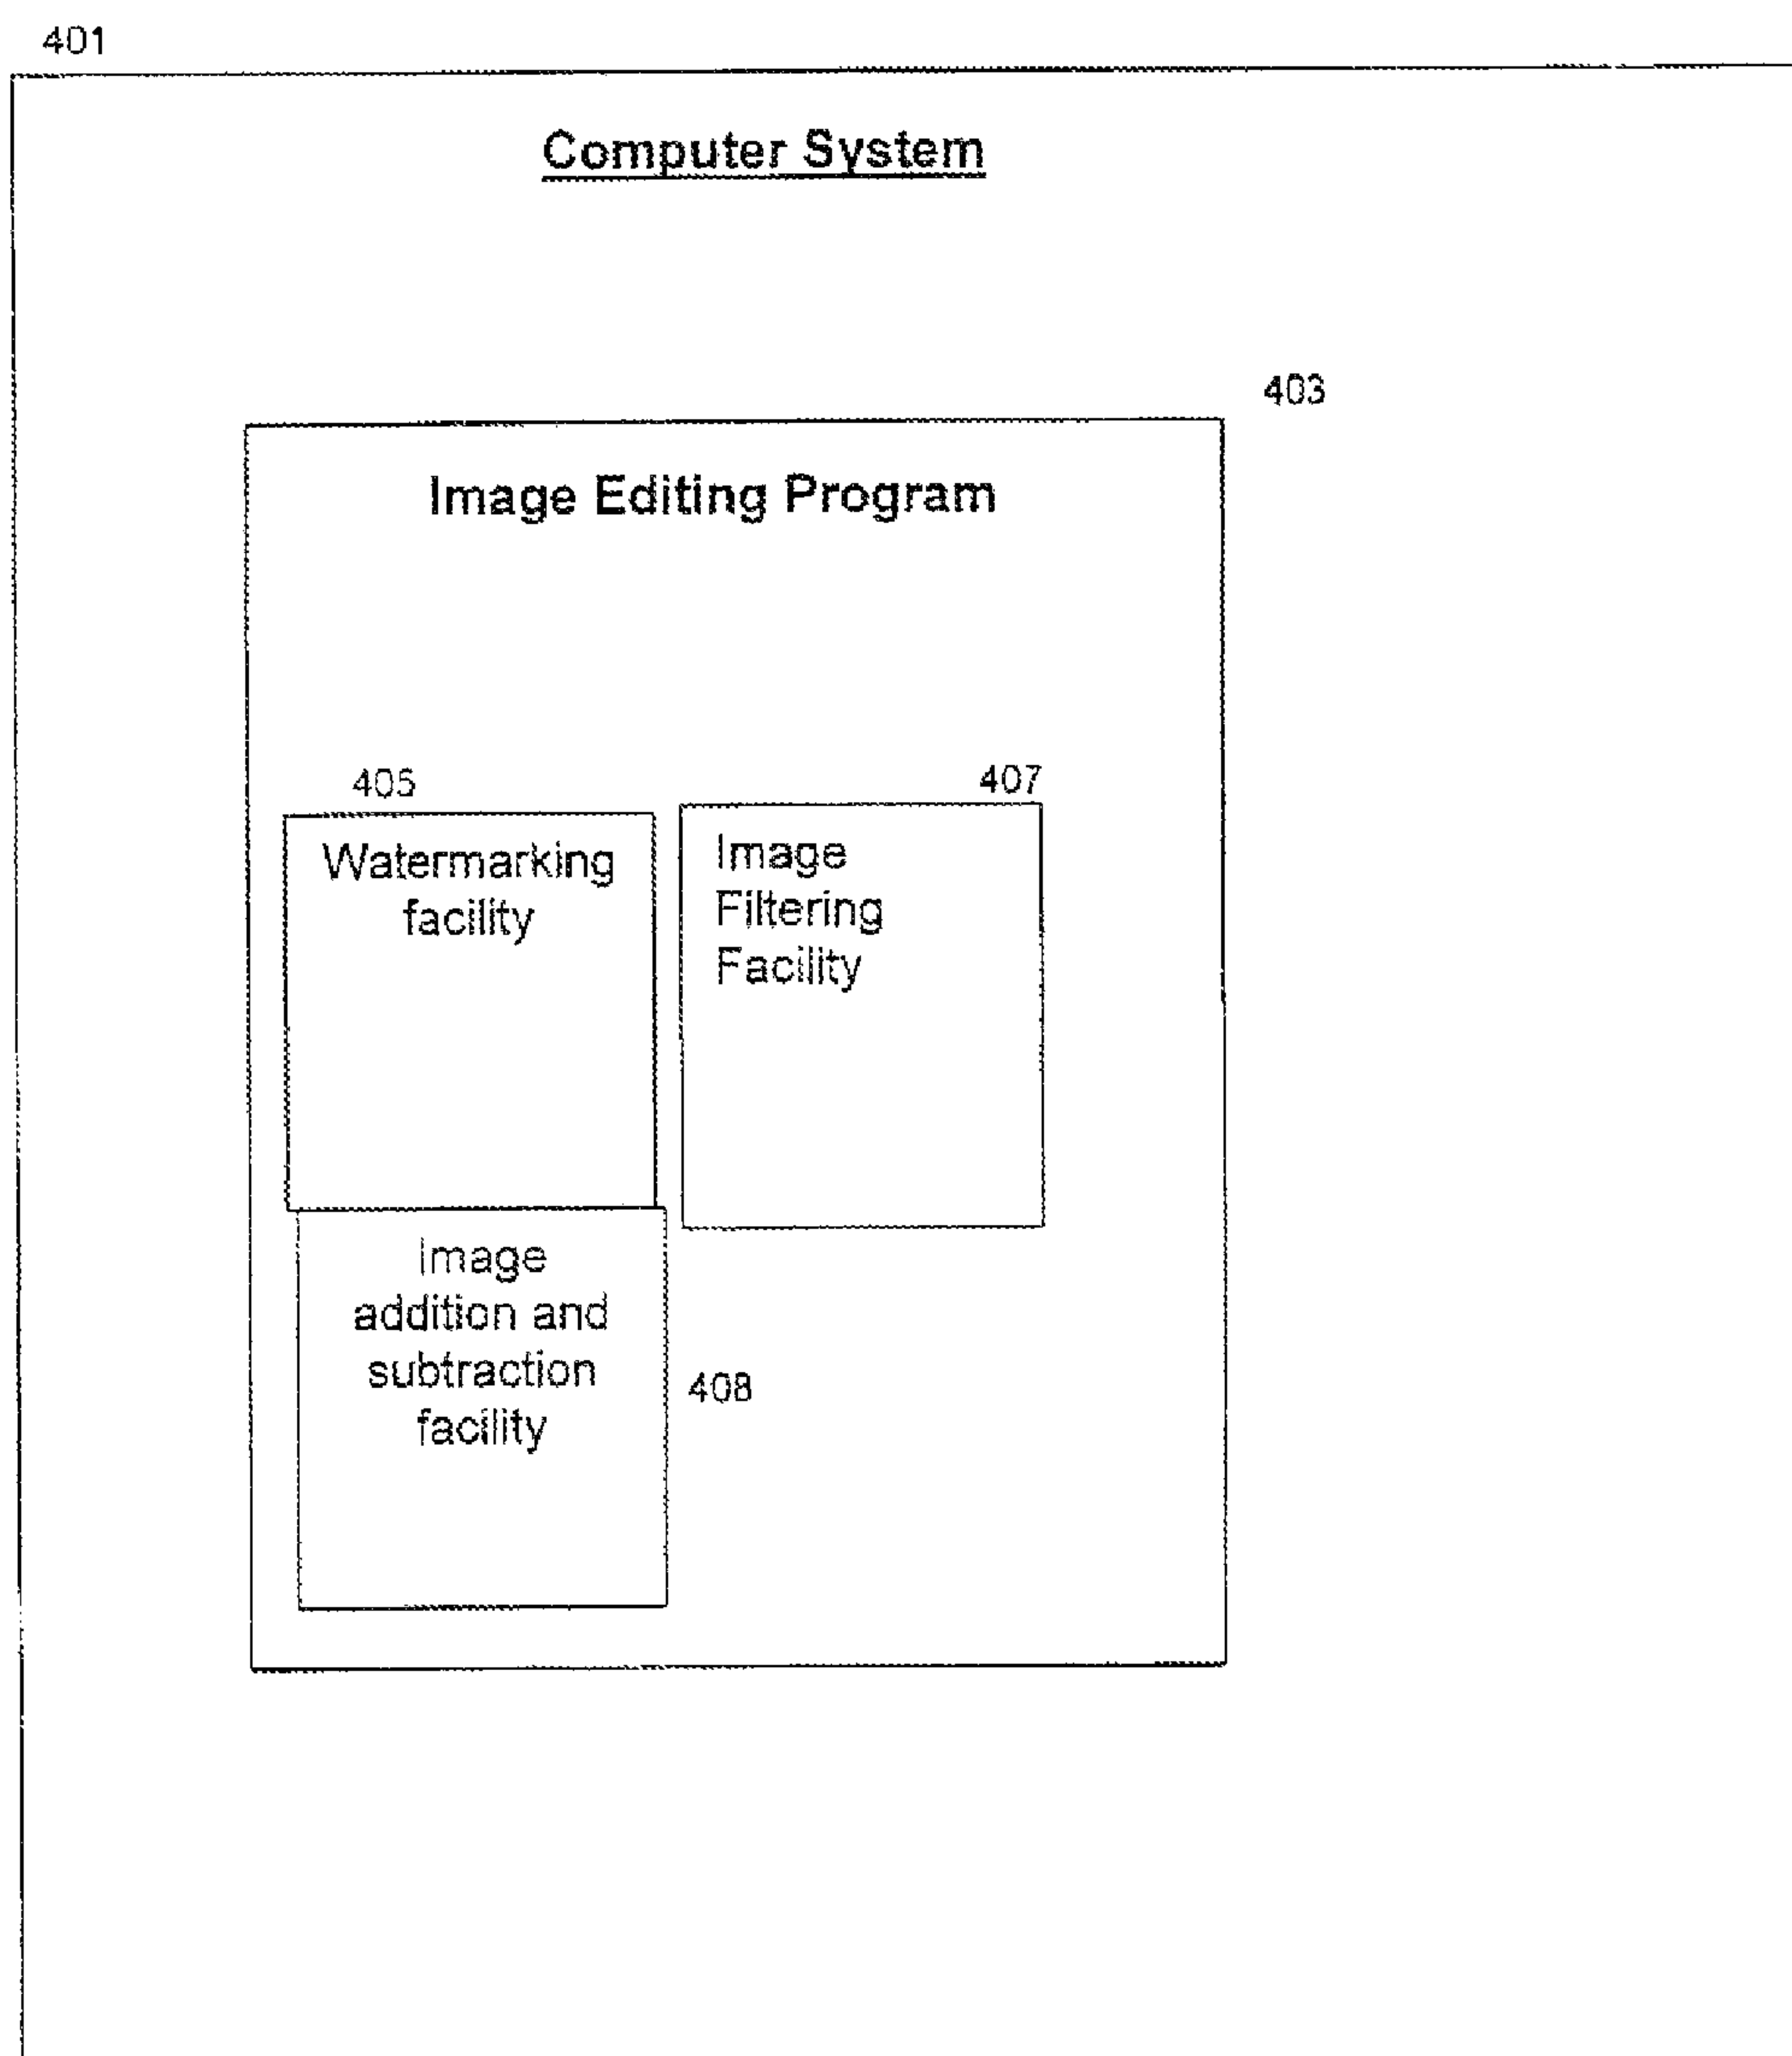 401
Computer System
403
Image Editing Program
405
Watermarking
facility
407
Image
Filtering
Facility
Image
addition and
subtraction
facility
408